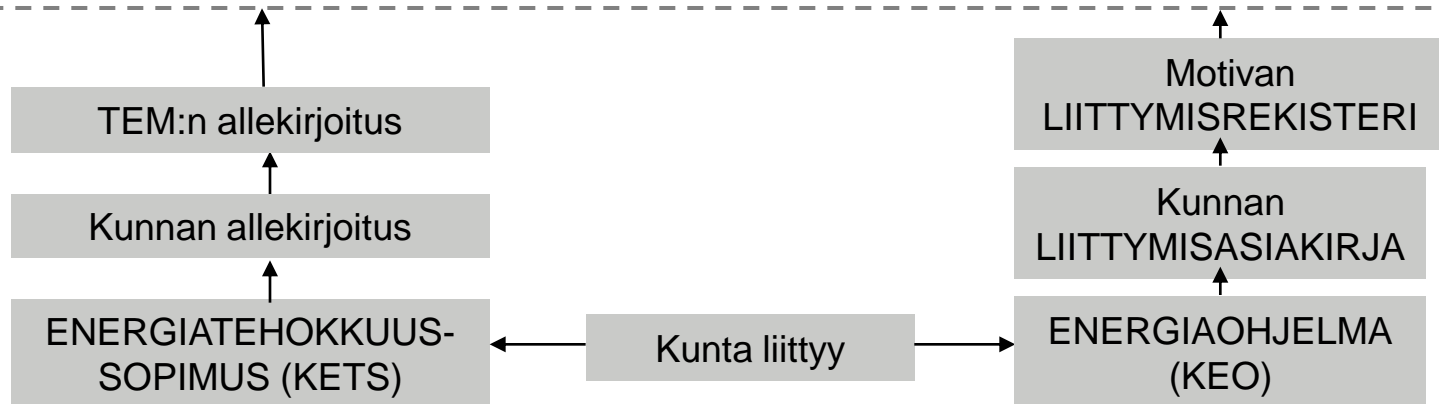 TEM:n allekirjoitus
Kunnan allekirjoitus
ENERGIATEHOKKUUS-
SOPIMUS (KETS)
Kunta liittyy
Motivan
LIITTYMISREKISTERI
Kunnan
LIITTYMISASIAKIRJA
ENERGIAOHJELMA
(KEO)